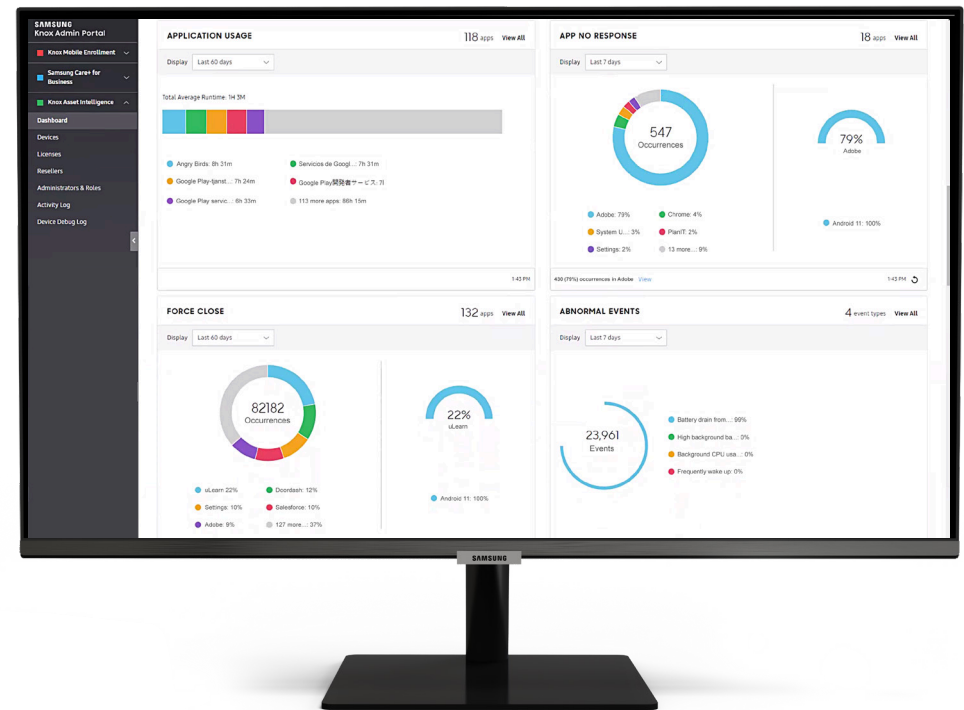 SAMSUNG
Knox Admin Portal
Knox Mobile Enrollment
Samsung Care+ for
Business
Knox Asset Intelligence
Dashboard
Devices
Licenses
Resellers
Administrators & Roles
Activity Log
Device Debug Log
APPLICATION USAGE 118 apps View All
Display Last 60 days
Total Average Runtime: 1H 3M
Angry Birds: 8h 31m
Servicios de Googl...: 7h 31m
Google Play-tjänst...: 7h 24m
Google Play開発者サービス: 7(
Google Play servic...: 6h 33m
113 more apps: 86h 15m
1:43 PM
APP NO RESPONSE 18 apps View All
Display Last 7 days
547
Occurrences
79%
Adobe
Adobe: 79%
Chrome: 4%
System U...: 3%
PlanIT: 2%
Settings: 2%
13 more...: 9%
Android 11: 100%
430 (79%) occurrences in Adobe View
1:43 PM
FORCE CLOSE 132 apps View All
Display Last 60 days
82182
Occurrences
22%
uLearn
uLearn 22%
Doordash: 12%
Settings: 10%
Salesforce: 10%
Adobe: 9%
127 more...: 37%
Android 11: 100%
ABNORMAL EVENTS 4 event types View All
Display Last 7 days
23,961
Events
Battery drain from...: 99%
High background ba...: 0%
Background CPU usa...: 0%
Frequently wake up: 0%
SAMSUNG